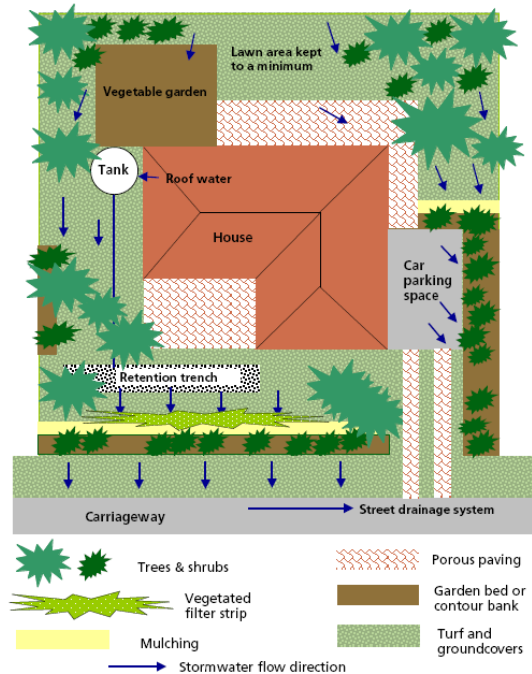 Lawn area kept
to a minimum
Vegetable garden
Tank
Roof water
House
Car
parking
space
Retention trench
Carriageway
Street drainage system
Trees & shrubs
Vegetated
filter strip
Mulching
Stormwater flow direction
Porous paving
Garden bed or
contour bank
Turf and
groundcovers